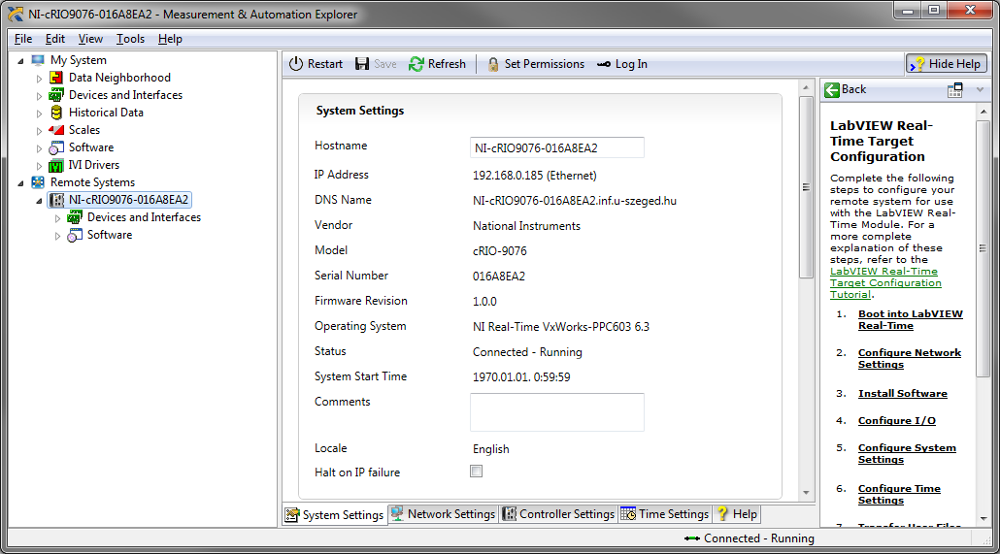 NI-cRIO9076-016A8EA2 - Measurement & Automation Explorer
File Edit View Tools Help
My System
Data Neighborhood
Devices and Interfaces
Historical Data
Scales
Software
IVI Drivers
Remote Systems
NI-cRIO9076-016A8EA2
Devices and Interfaces
Software
Restart Save Refresh Set Permissions Log In Hide Help
System Settings
Hostname NI-cRIO9076-016A8EA2
IP Address 192.168.0.185 (Ethernet)
DNS Name NI-cRIO9076-016A8EA2.inf.u-szeged.hu
Vendor National Instruments
Model cRIO-9076
Serial Number 016A8EA2
Firmware Revision 1.0.0
Operating System NI Real-Time VxWorks-PPC603 6.3
Status Connected - Running
System Start Time 1970.01.01. 0:59:59
Comments
Locale English
Halt on IP failure
System Settings Network Settings Controller Settings Time Settings Help
Back
LabVIEW Real-
Time Target
Configuration
Complete the following
steps to configure your
remote system for use
with the LabVIEW Real-
Time Module. For a
more complete
explanation of these
steps, refer to the
LabVIEW Real-Time
Target Configuration
Tutorial.
1. Boot into LabVIEW
Real-Time
2. Configure Network
Settings
3. Install Software
4. Configure I/O
5. Configure System
Settings
6. Configure Time
Settings
7. Transfer User Files
Connected - Running